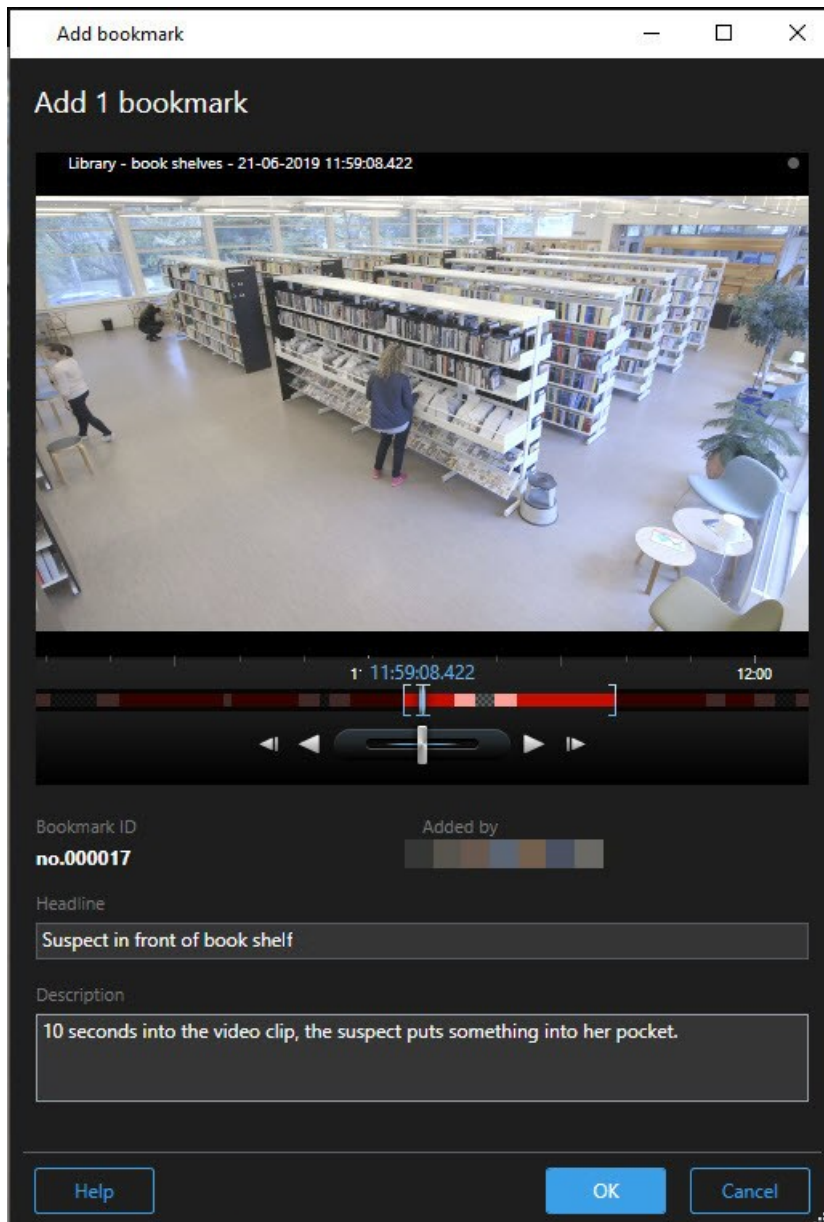 Add bookmark
Add 1 bookmark
Library - book shelves - 21-06-2019 11:59:08.422
11:59:08.422
12:00
Bookmark ID
Added by
no.000017
Headline
Suspect in front of book shelf
Description
10 seconds into the video clip, the suspect puts something into her pocket.
Help
OK
Cancel